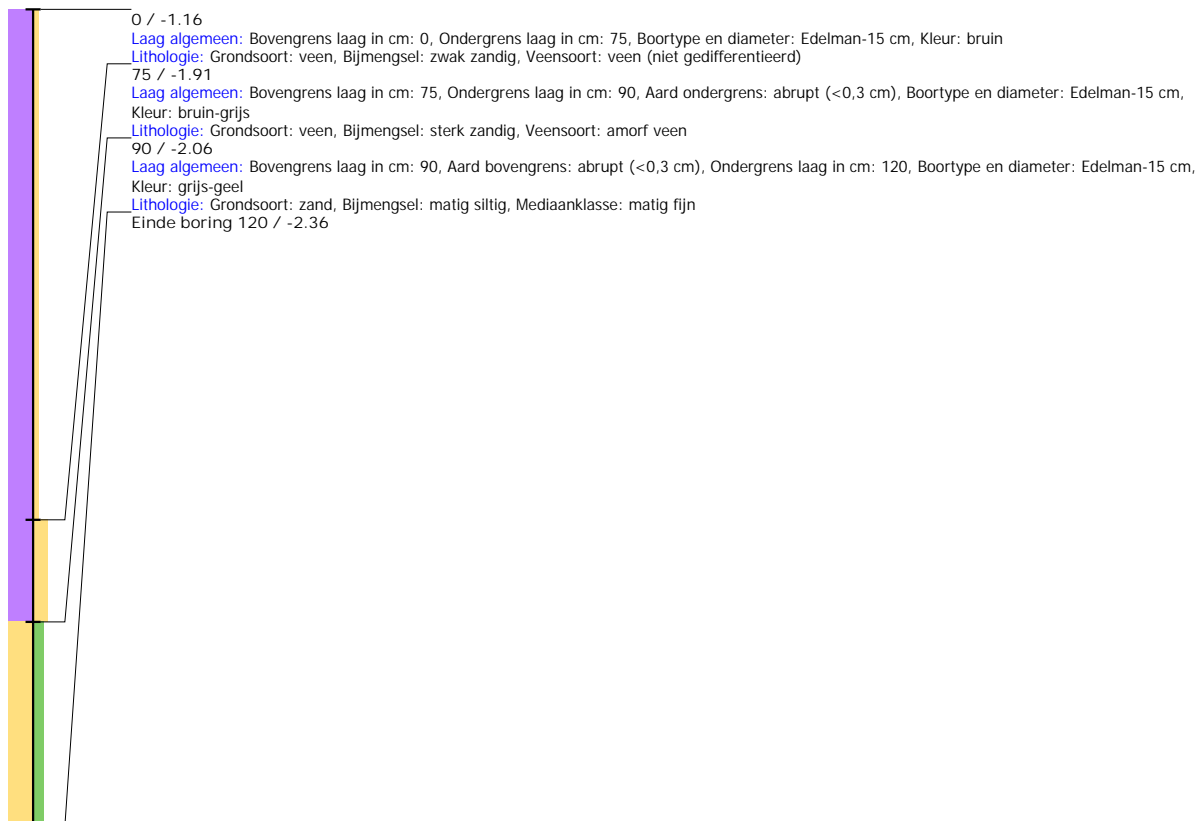 0 / -1.16
Laag algemeen: Bovengrens laag in cm: 0, Ondergrens laag in cm: 75, Boortype en diameter: Edelman-15 cm, Kleur: bruin
Lithologie: Grondsoort: veen, Bijmengsel: zwak zandig, Veensoort: veen (niet gedifferentieerd)
75 / -1.91
Laag algemeen: Bovengrens laag in cm: 75, Ondergrens laag in cm: 90, Aard ondergrens: abrupt (<0,3 cm), Boortype en diameter: Edelman-15 cm,
Kleur: bruin-grijs
Lithologie: Grondsoort: veen, Bijmengsel: sterk zandig, Veensoort: amorf veen
90 / -2.06
Laag algemeen: Bovengrens laag in cm: 90, Aard bovengrens: abrupt (<0,3 cm), Ondergrens laag in cm: 120, Boortype en diameter: Edelman-15 cm,
Kleur: grijs-geel
Lithologie: Grondsoort: zand, Bijmengsel: matig siltig, Mediaanklasse: matig fijn
Einde boring 120 / -2.36